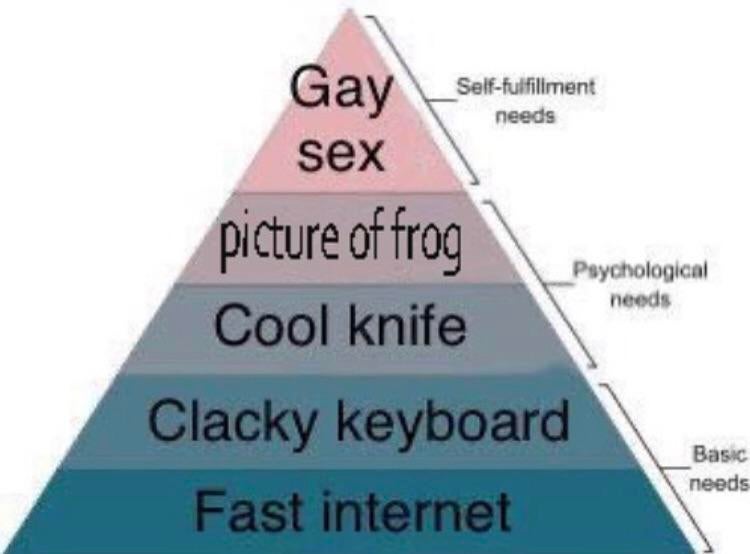 Gay
sex
Self-fulfillment
needs
picture of frog
Psychological
needs
Cool knife
Clacky keyboard
Basic
needs
Fast internet